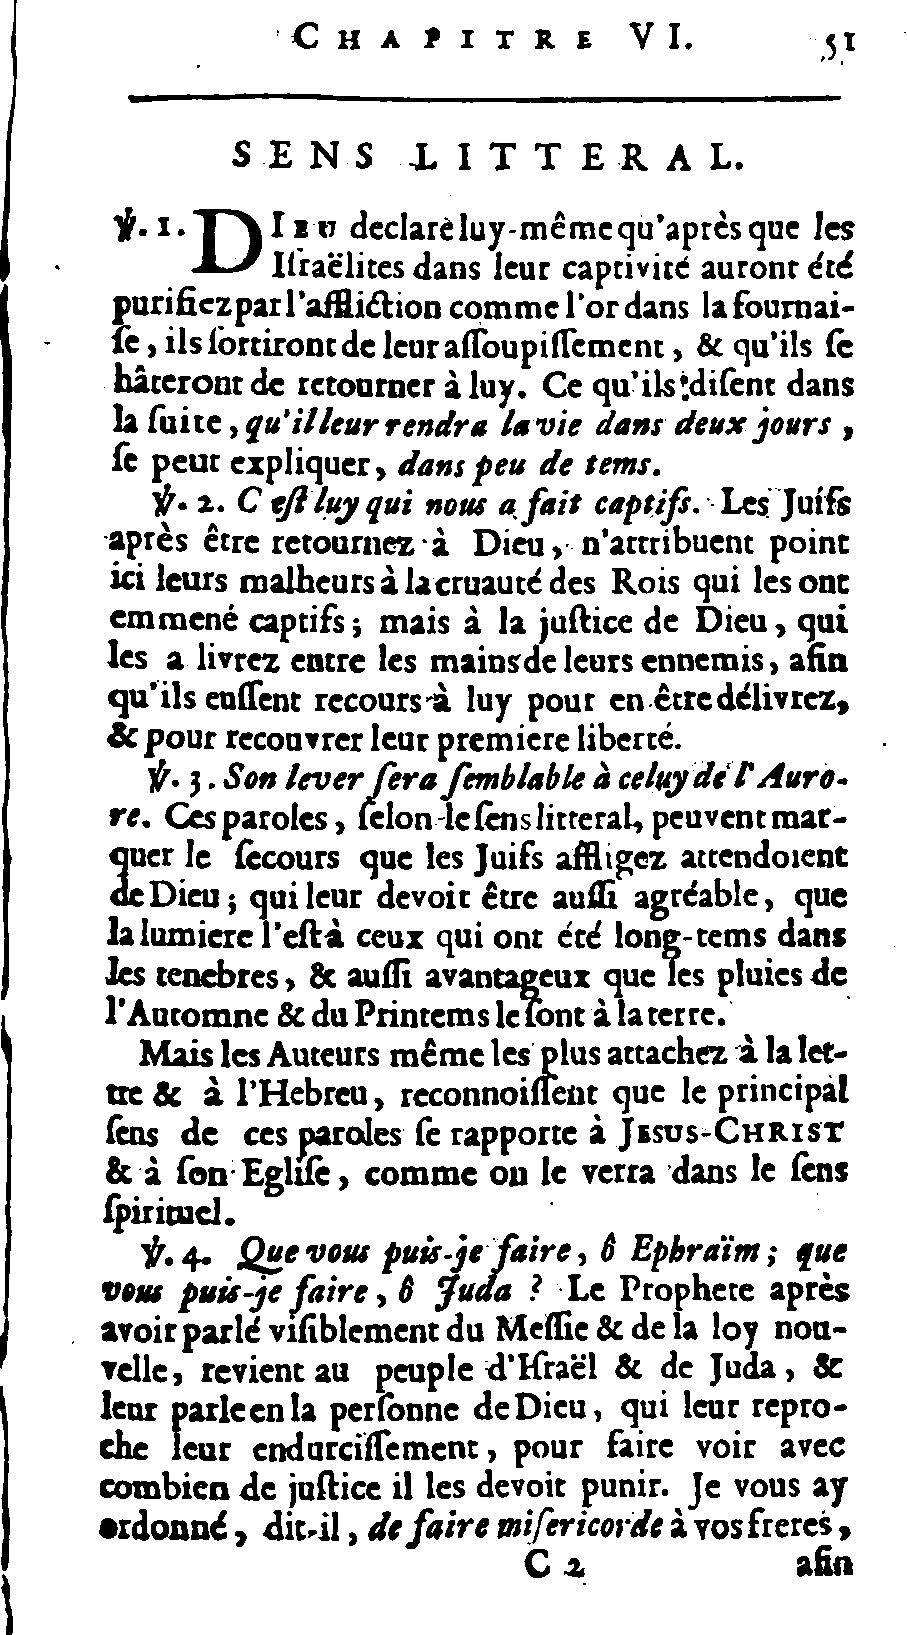 CHAPITRE VI. 51
SENS LITTERAL.
℣. 1. DIEU declare luy-même qu'après que les
Iſraëlites dans leur captivité auront été
purifiez par l'affliction comme l'or dans la fournai-
ſe, ils ſortiront de leur aſſoupiſſement, & qu'ils ſe
hâteront de retourner à luy. Ce qu'ils diſent dans
la ſuite, qu'il leur rendra la vie dans deux jours,
ſe peut expliquer, dans peu de tems.
℣. 2. C'eſt luy qui nous a fait captifs. Les Juifs
après être retournez à Dieu, n'attribuent point
ici leurs malheurs à la cruauté des Rois qui les ont
emmené captifs; mais à la juſtice de Dieu, qui
les a livrez entre les mains de leurs ennemis, afin
qu'ils euſſent recours à luy pour en être délivrez,
& pour recouvrer leur premiere liberté.
℣. 3. Son lever ſera ſemblable à celuy de l'Auro-
re. Ces paroles, ſelon le ſens litteral, peuvent mar-
quer le ſecours que les Juifs affligez attendoient
de Dieu; qui leur devoit être auſſi agréable, que
la lumiere l'eſt à ceux qui ont été long-tems dans
les tenebres, & auſſi avantageux que les pluies de
l'Automne & du Printems le ſont à la terre.
Mais les Auteurs même les plus attachez à la let-
tre & à l'Hebreu, reconnoiſſent que le principal
ſens de ces paroles ſe rapporte à JESUS-CHRIST
& à ſon Egliſe, comme on le verra dans le ſens
ſpirituel.
℣. 4. Que vous puis-je faire, ô Ephraïm; que
vous puis-je faire, ô Juda ? Le Prophete après
avoir parlé viſiblement du Meſſie & de la loy nou-
velle, revient au peuple d'Iſraël & de Juda, &
leur parle en la perſonne de Dieu, qui leur repro-
che leur endurciſſement, pour faire voir avec
combien de juſtice il les devoit punir. Je vous ay
ordonné, dit-il, de faire miſericorde à vos freres,
C 2 afin